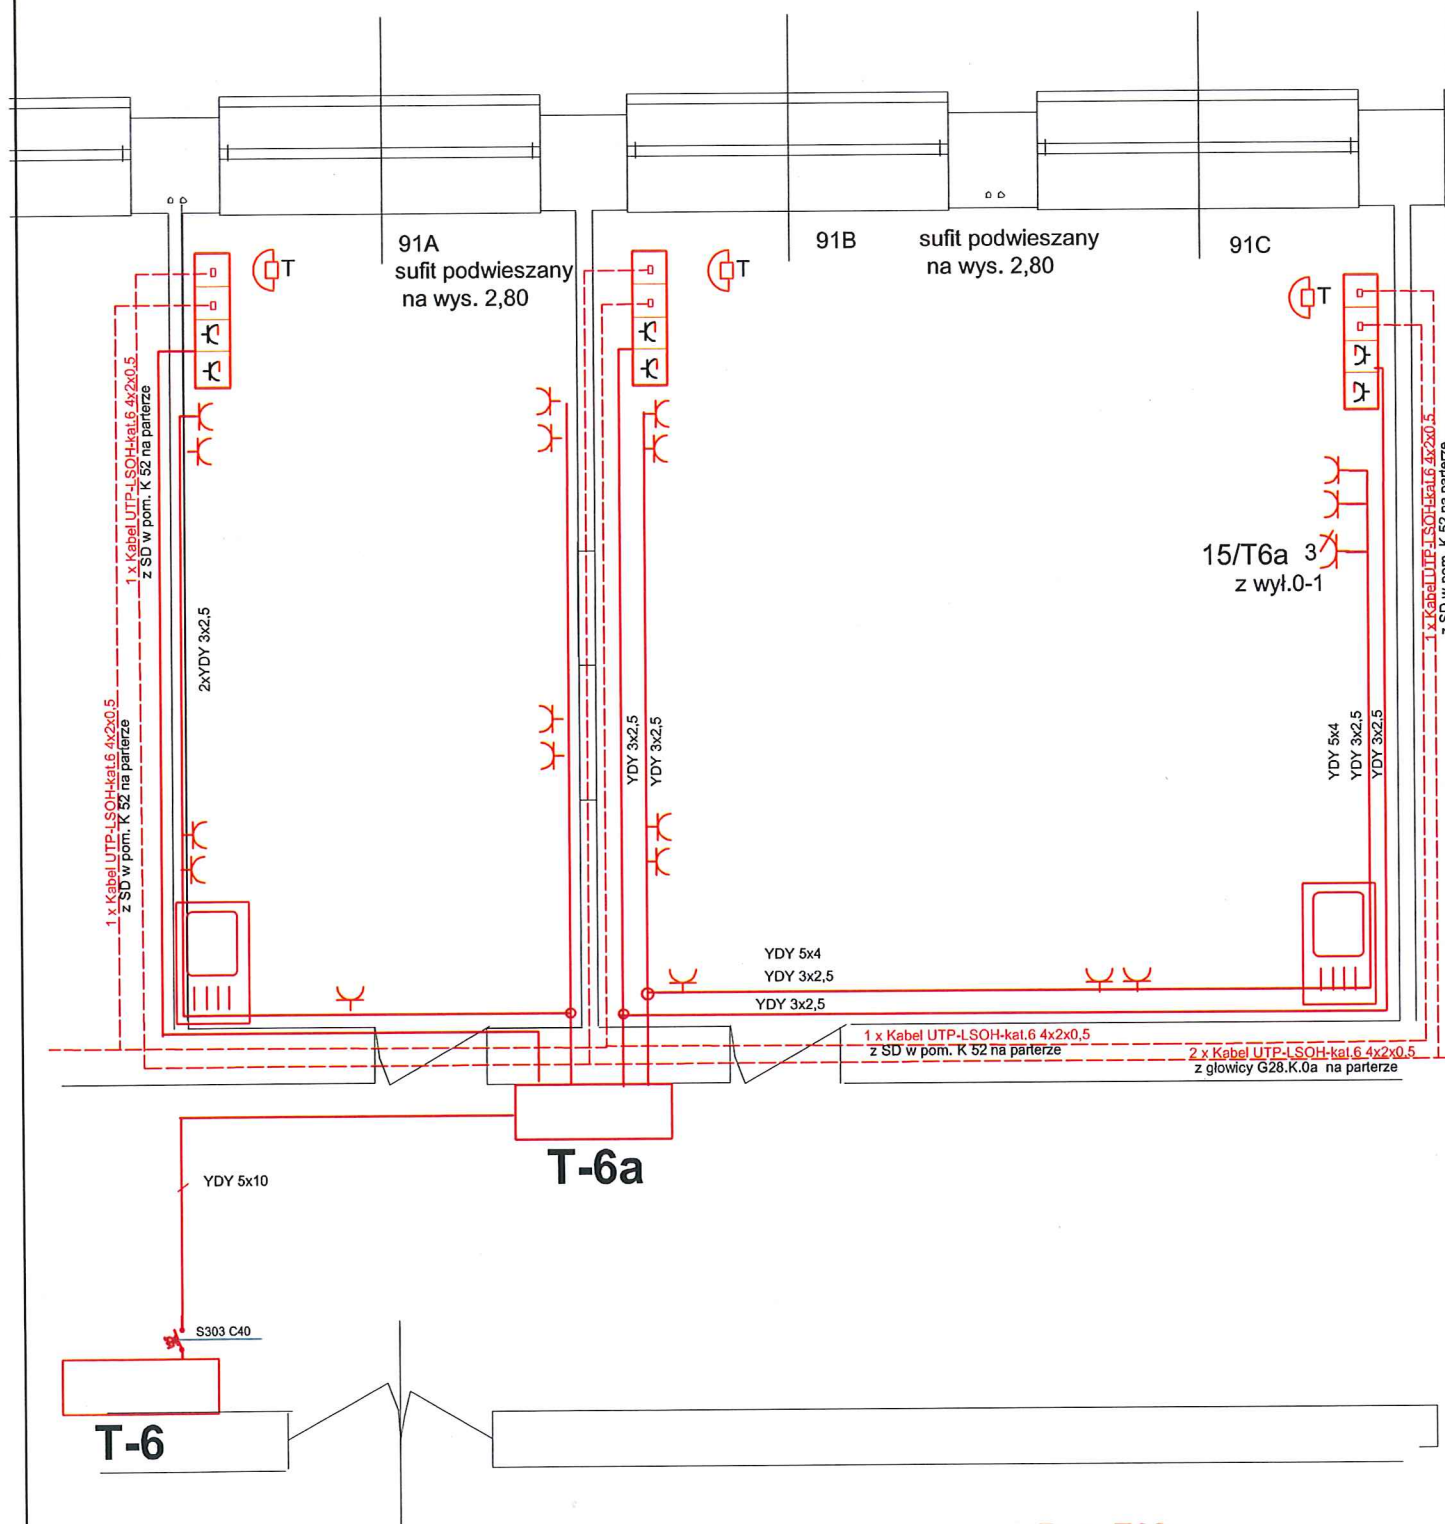 91A
sufit podwieszany
na wys. 2,80
91B
sufit podwieszany
na wys. 2,80
91C
T
T
T
1 x Kabel UTP-LSOH-kat.6 4x2x0,5
z SD w pom. K 52 na parterze
1 x Kabel UTP-LSOH-kat.6 4x2x0,5
z SD w pom. K 52 na parterze
2xYDY 3x2,5
YDY 3x2,5
YDY 3x2,5
15/T6a 3
z wył.0-1
YDY 5x4
YDY 3x2,5
YDY 3x2,5
1 x Kabel UTP-LSOH-kat.6 4x2x0,5
z SD w pom. K 52 na parterze
YDY 5x4
YDY 3x2,5
YDY 3x2,5
1 x Kabel UTP-LSOH-kat.6 4x2x0,5
z SD w pom. K 52 na parterze
2 x Kabel UTP-LSOH-kat.6 4x2x0,5
z głowicy G28.K.0a na parterze
T-6a
YDY 5x10
S303 C40
T-6